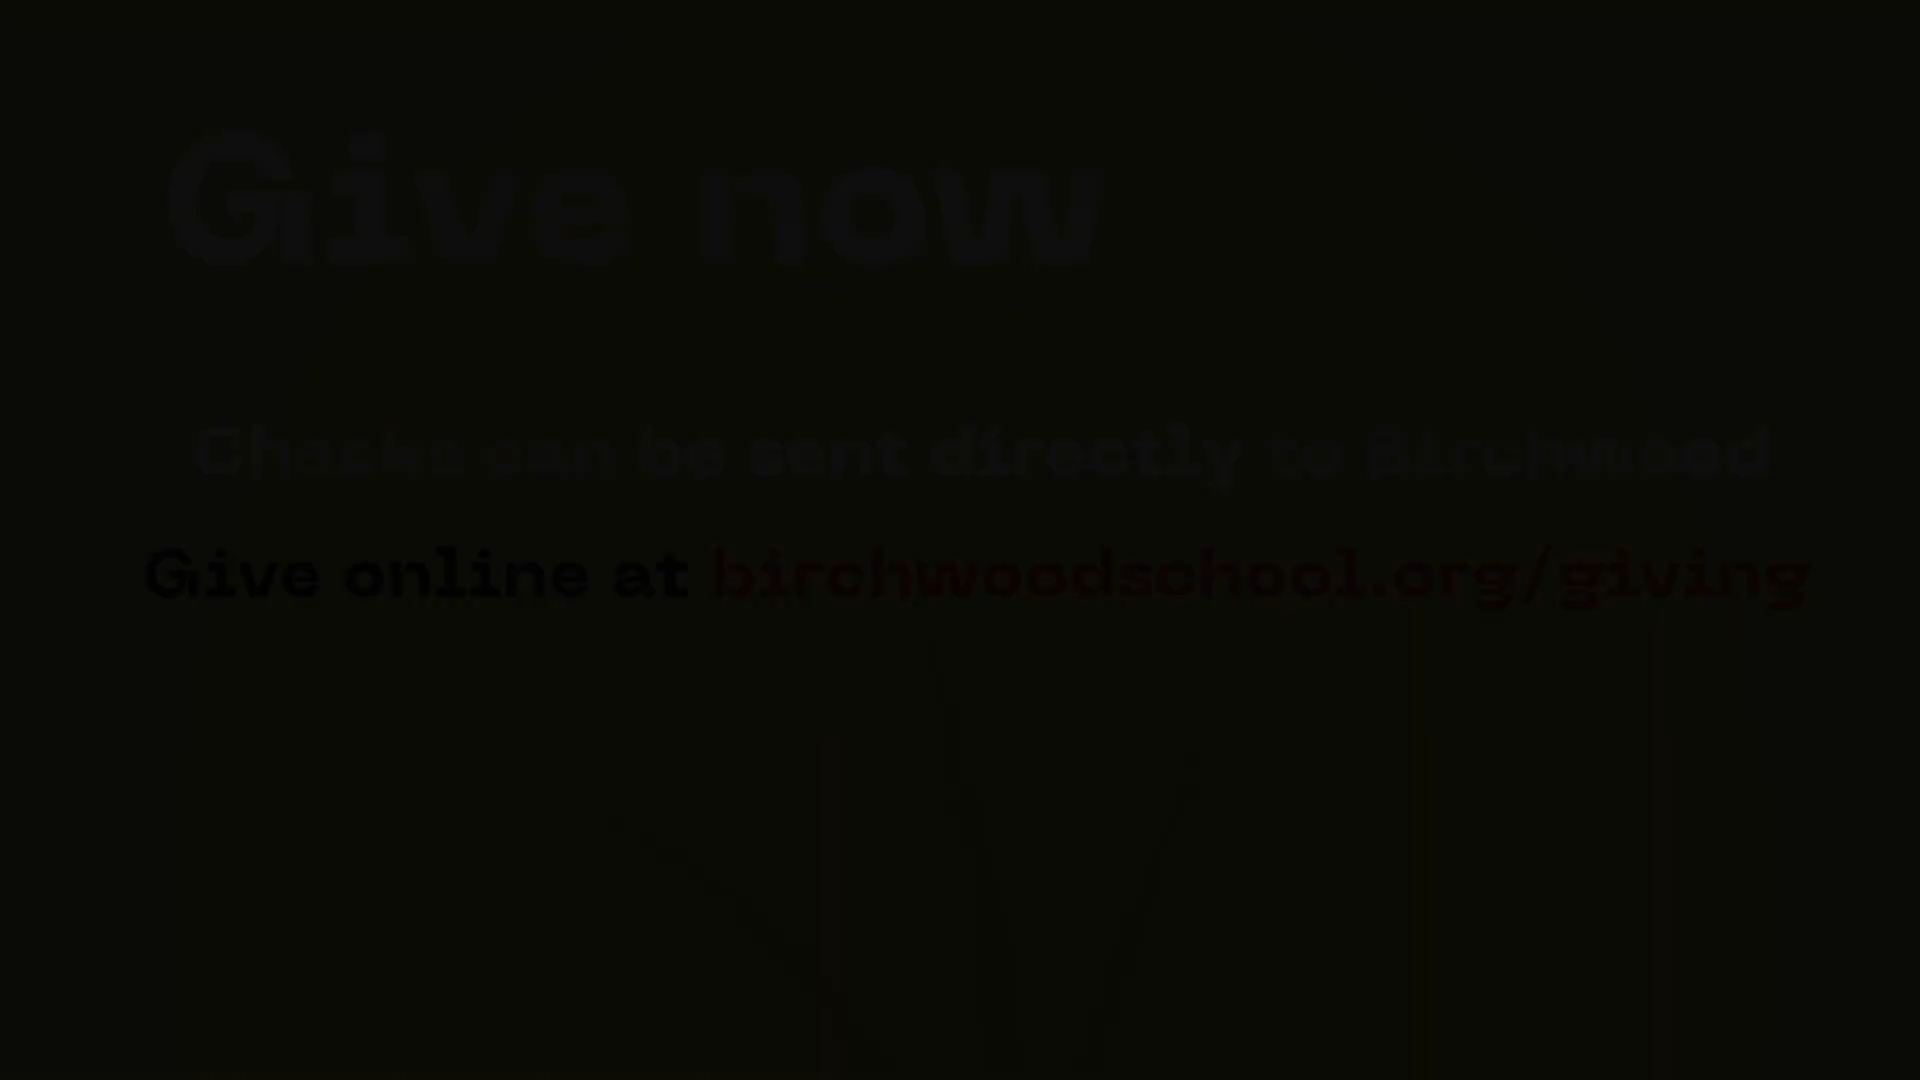 Give now
Checks can be sent directly to Birchwood
Give online at birchwoodschool.org/giving